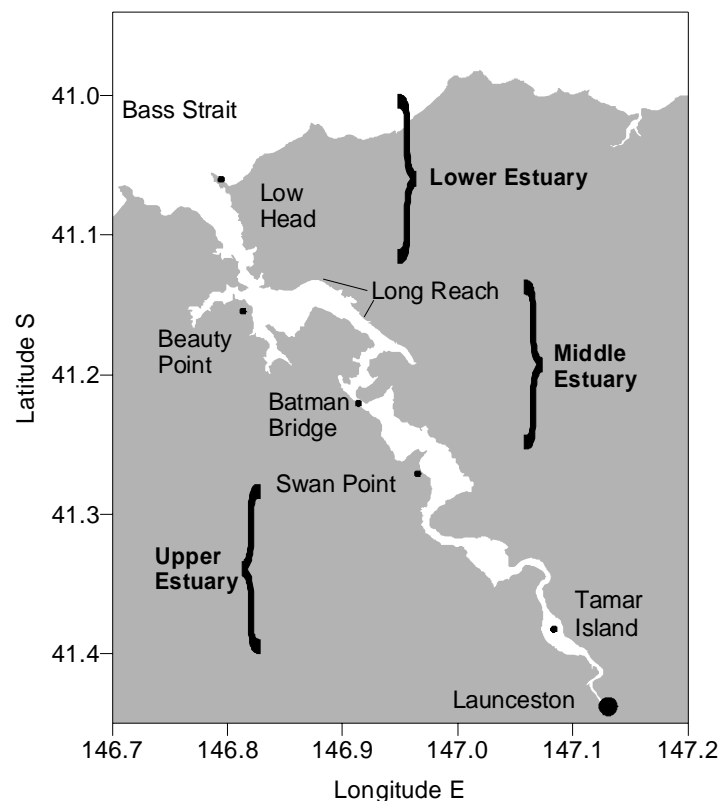 41.0
Bass Strait
Low
Head
Lower Estuary
41.1
Long Reach
Beauty
Point
Middle
Estuary
Latitude S
41.2
Batman
Bridge
Swan Point
41.3
Upper
Estuary
Tamar
Island
41.4
Launceston
146.7 146.8 146.9 147.0 147.1 147.2
Longitude E